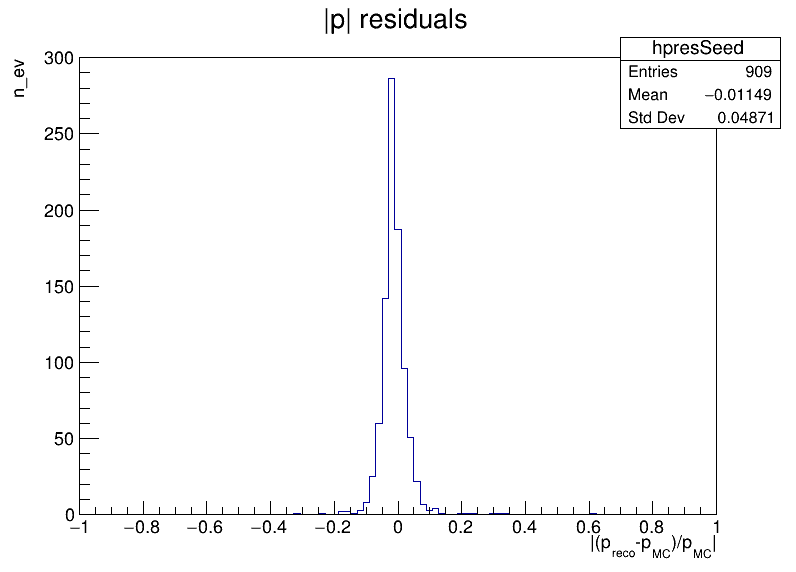 |p| residuals
hpresSeed
Entries 909
Mean −0.01149
Std Dev 0.04871
n_ev
300
250
200
150
100
50
0
−1 −0.8 −0.6 −0.4 −0.2 0 0.2 0.4 0.6 0.8 1
|(p_reco-p_MC)/p_MC|